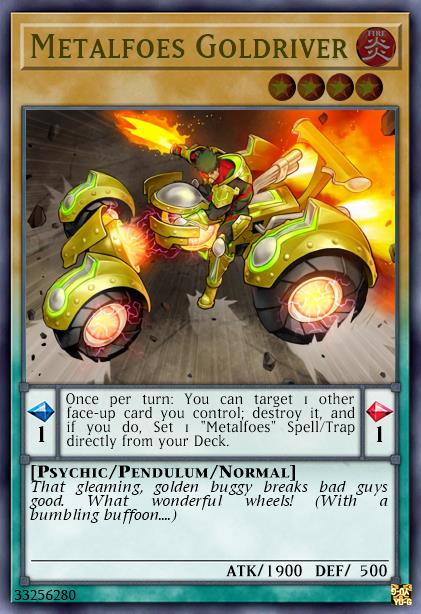 Metalfoes Goldriver
FIRE
炎
Once per turn: You can target 1 other
face-up card you control; destroy it, and
if you do, Set 1 "Metalfoes" Spell/Trap
directly from your Deck.
1
1
[Psychic/Pendulum/Normal]
That gleaming, golden buggy breaks bad guys
good. What wonderful wheels! (With a
bumbling buffoon....)
ATK/1900 DEF/ 500
33256280